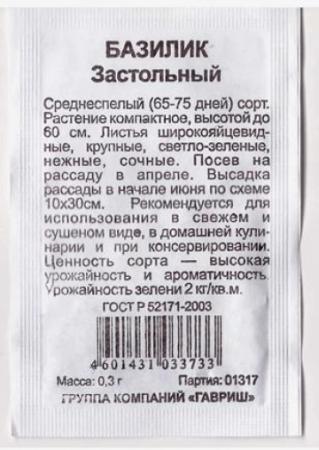 БАЗИЛИК
Застольный
Среднеспелый (65-75 дней) сорт.
Растение компактное, высотой до
60 см. Листья широкояйцевид-
ные, крупные, светло-зеленые,
нежные, сочные. Посев на
рассаду в апреле. Высадка
рассады в начале июня по схеме
10х30см. Рекомендуется для
использования в свежем и
сушеном виде, в домашней кули-
нарии и при консервировании.
Ценность сорта — высокая
урожайность и ароматичность.
Урожайность зелени 2 кг/кв.м.
ГОСТ Р 52171-2003
4 601431 033733
Масса: 0,3 г Партия: 01317
ГРУППА КОМПАНИЙ «ГАВРИШ»